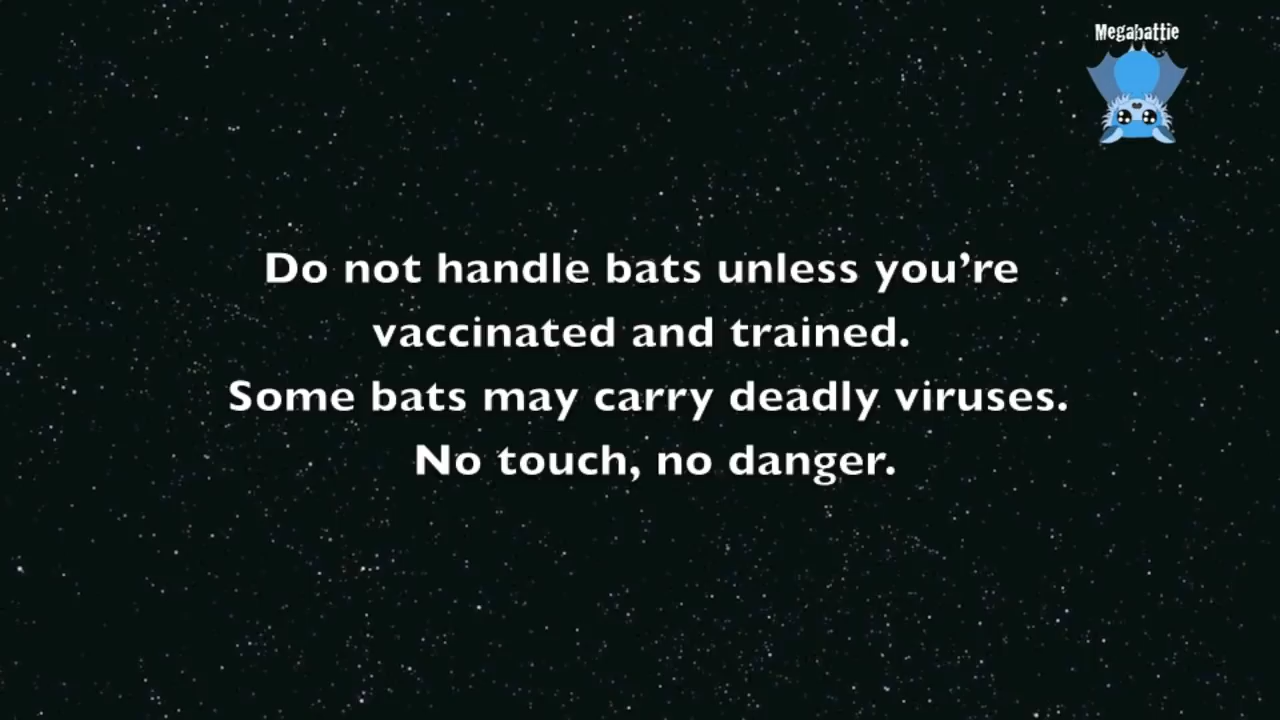 Megabattie
Do not handle bats unless you’re
vaccinated and trained.
Some bats may carry deadly viruses.
No touch, no danger.